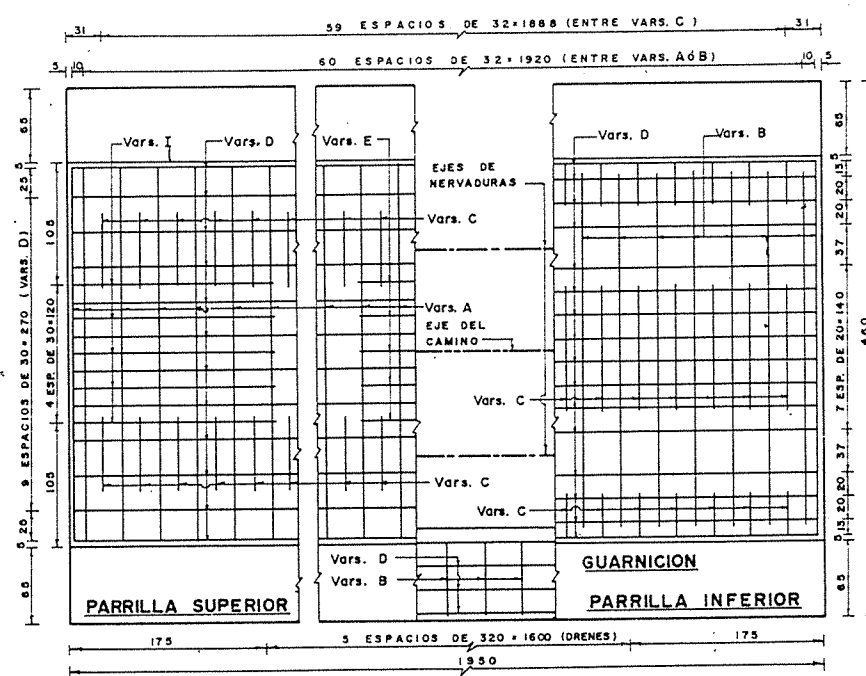 31 59 ESPACIOS DE 32=1888 (ENTRE VARS. C) 31
5 10 60 ESPACIOS DE 32=1920 (ENTRE VARS. A ó B) 10 5
65
5
25
9 ESPACIOS DE 30=270 (VARS. D)
25
5
65
105
4 ESP. DE 30=120
105
Vars. I
Vars. D
Vars. E
Vars. D
Vars. B
EJES DE
NERVADURAS
Vars. C
Vars. A
EJE DEL
CAMINO
Vars. C
Vars. C
Vars. C
Vars. D
Vars. B
GUARNICION
PARRILLA SUPERIOR
PARRILLA INFERIOR
65
5
15
20
20
37
7 ESP. DE 20=140
37
20
20
15
5
65
460
175 5 ESPACIOS DE 320=1600 (DRENES) 175
1950